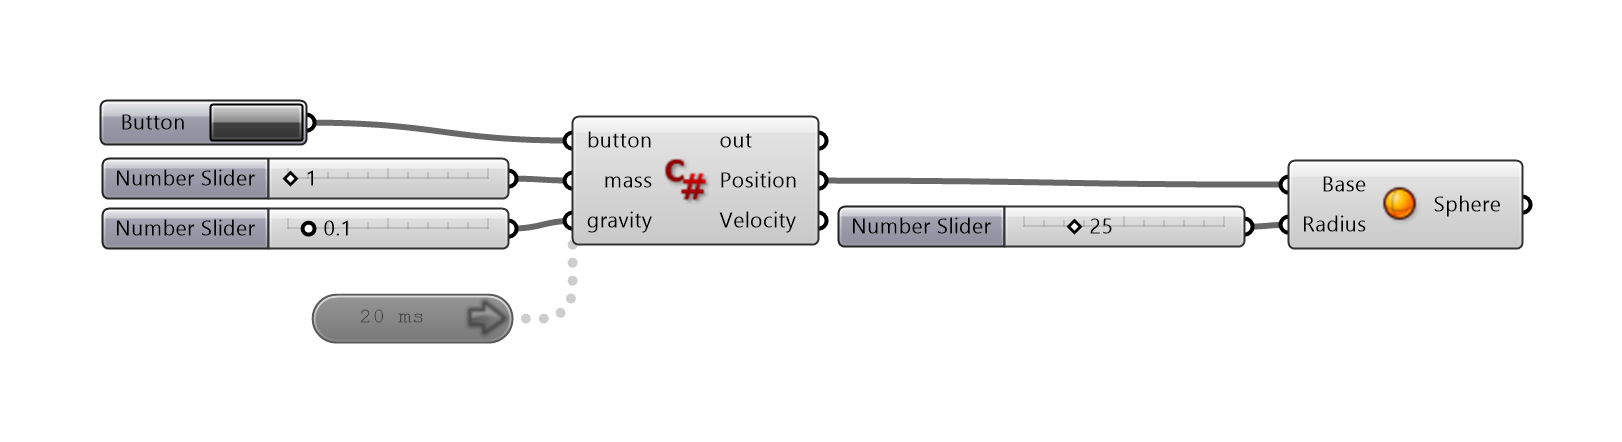 Button
Number Slider 1
Number Slider 0.1
20 ms
button out
mass C# Position
gravity Velocity
Number Slider 25
Base
Radius
Sphere